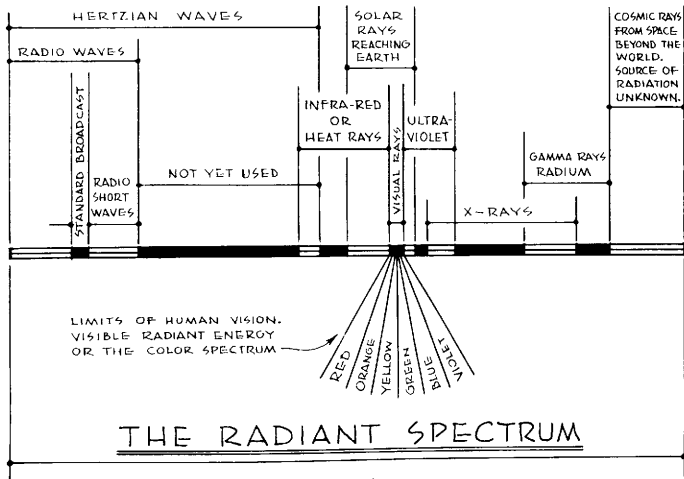 HERTZIAN WAVES
SOLAR
RAYS
REACHING
EARTH
COSMIC RAYS
FROM SPACE
BEYOND THE
WORLD.
SOURCE OF
RADIATION
UNKNOWN.
RADIO WAVES
STANDARD BROADCAST
RADIO
SHORT
WAVES
NOT YET USED
INFRA-RED
OR
HEAT RAYS
VISUAL RAYS
ULTRA-
VIOLET
X-RAYS
GAMMA RAYS
RADIUM
LIMITS OF HUMAN VISION.
VISIBLE RADIANT ENERGY
OR THE COLOR SPECTRUM
RED
ORANGE
YELLOW
GREEN
BLUE
VIOLET
THE RADIANT SPECTRUM